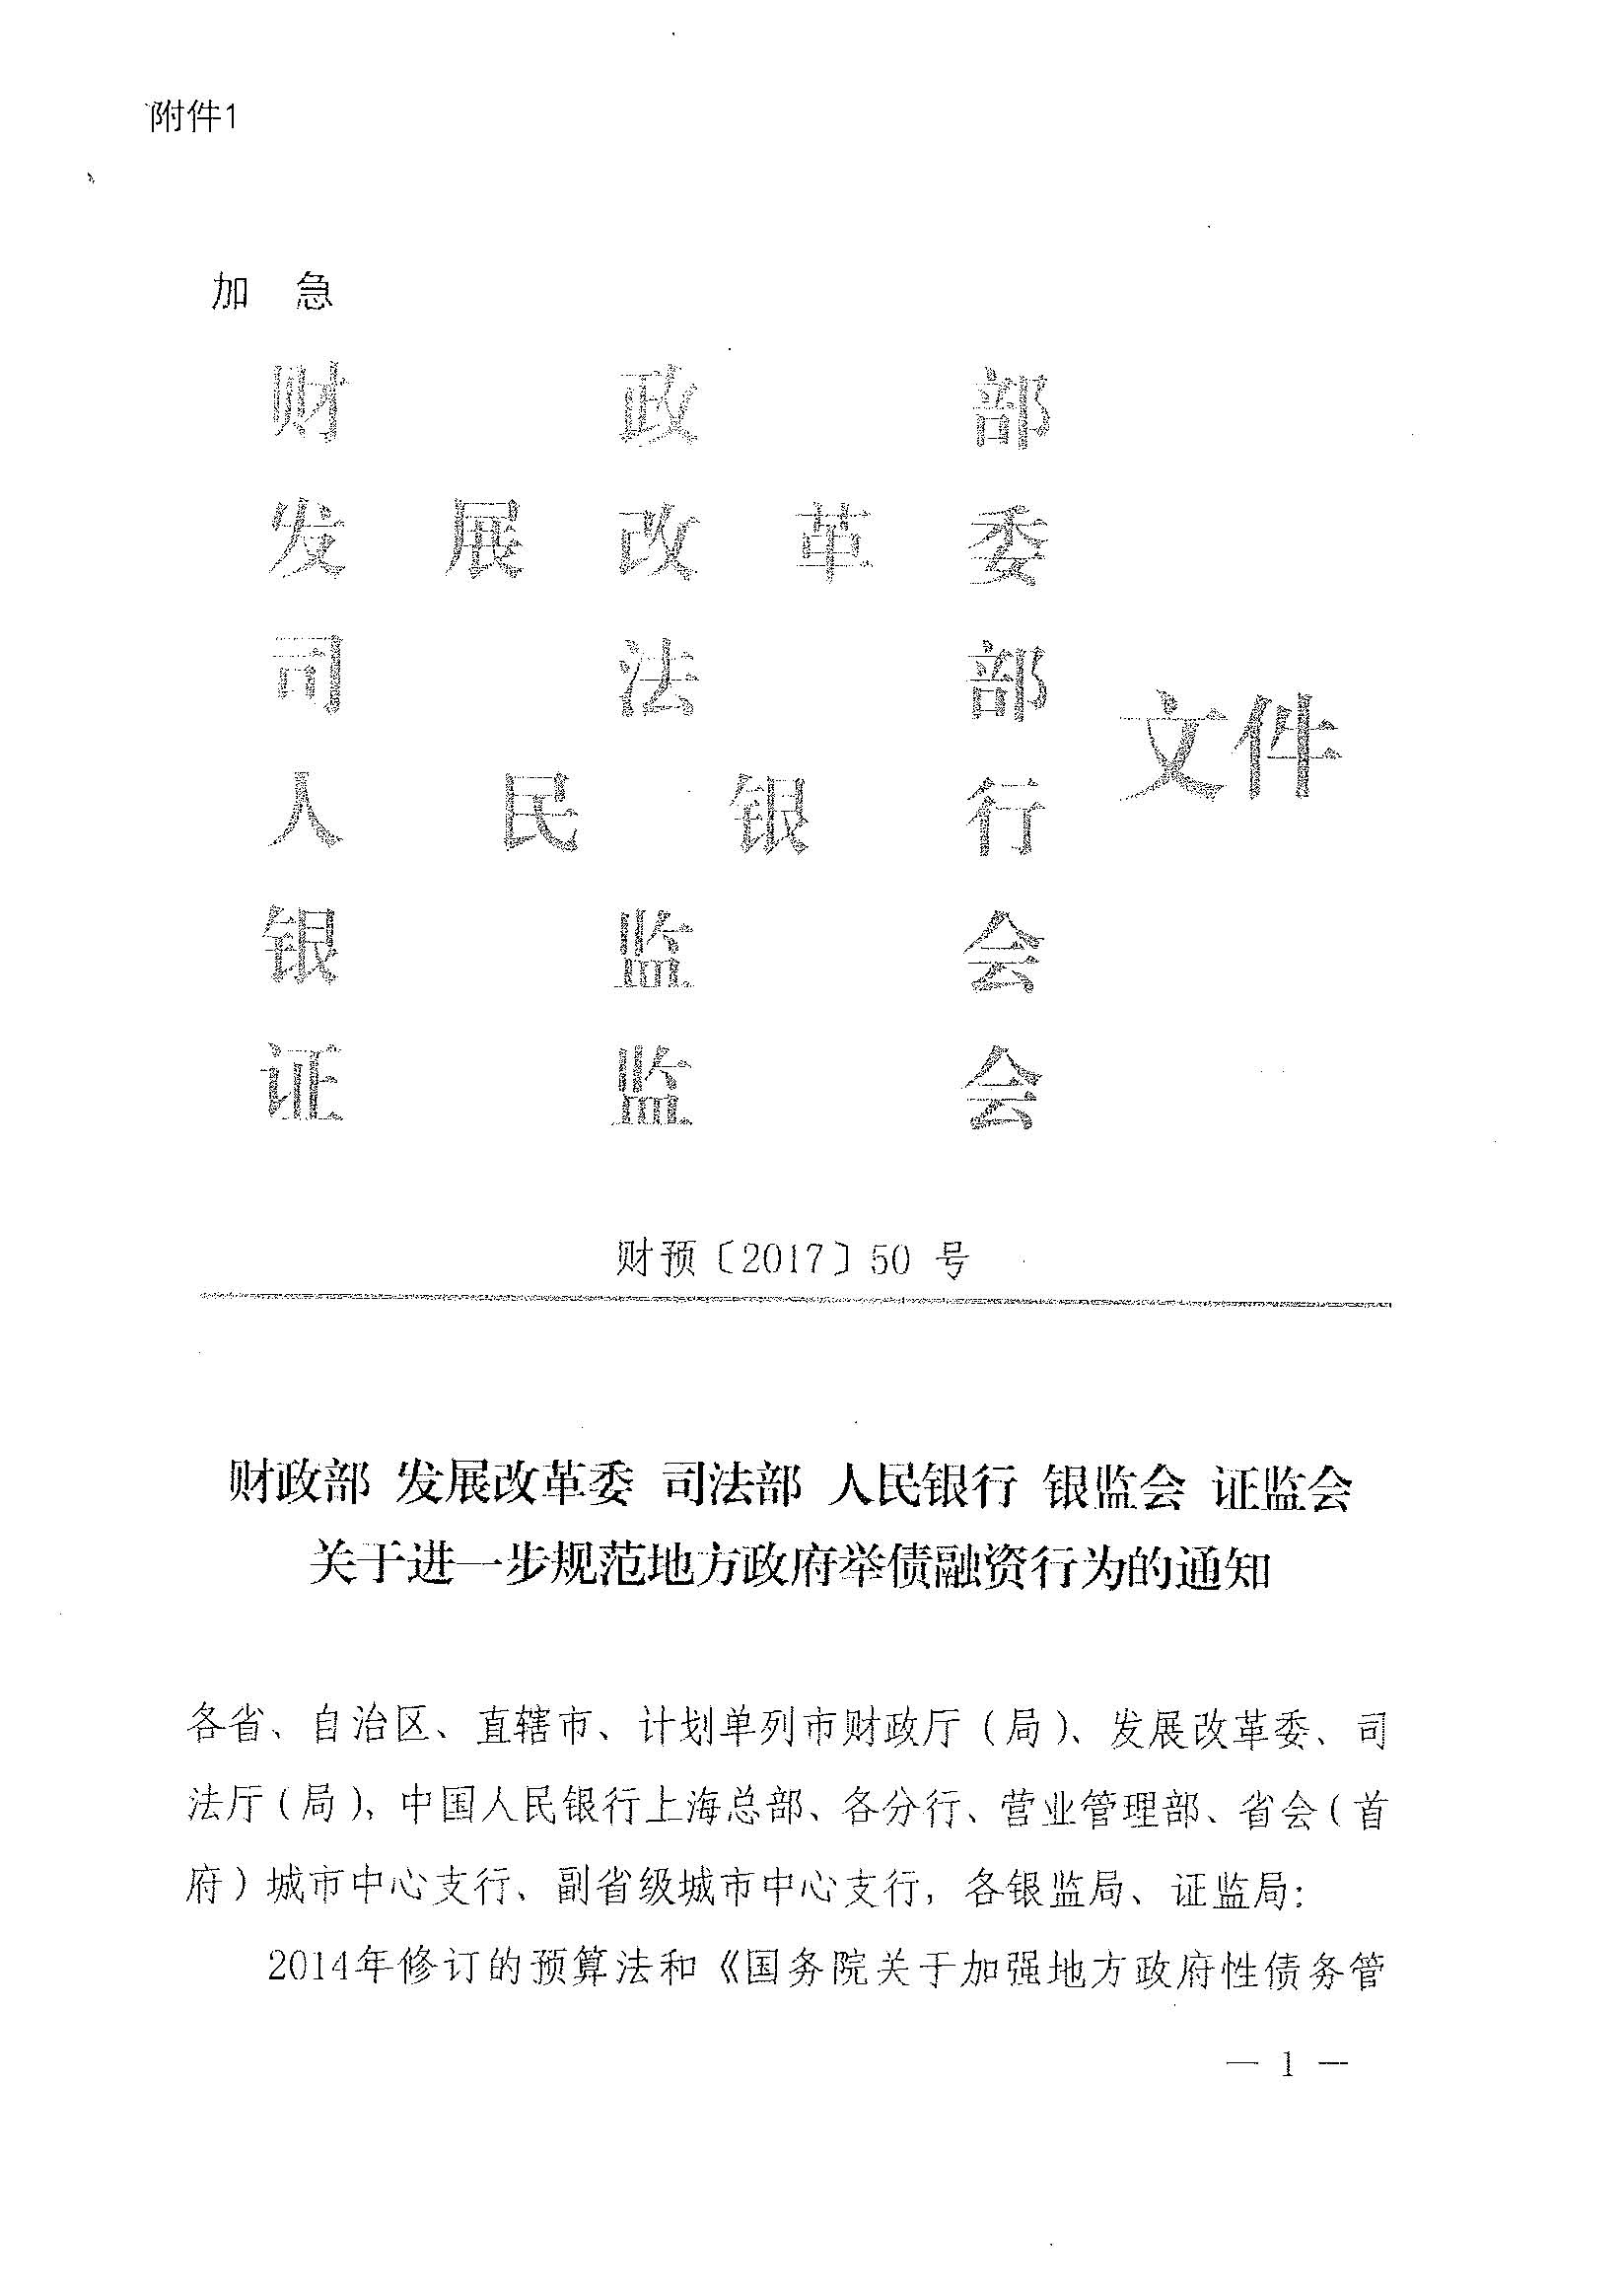 附件1
加 急
财政部
发展改革委
司法部
文件
人民银行
银监会
证监会
财预〔2017〕50 号
财政部 发展改革委 司法部 人民银行 银监会 证监会
关于进一步规范地方政府举债融资行为的通知
各省、自治区、直辖市、计划单列市财政厅（局）、发展改革委、司
法厅（局），中国人民银行上海总部、各分行、营业管理部、省会（首
府）城市中心支行、副省级城市中心支行，各银监局、证监局：
2014年修订的预算法和《国务院关于加强地方政府性债务管
— 1 —